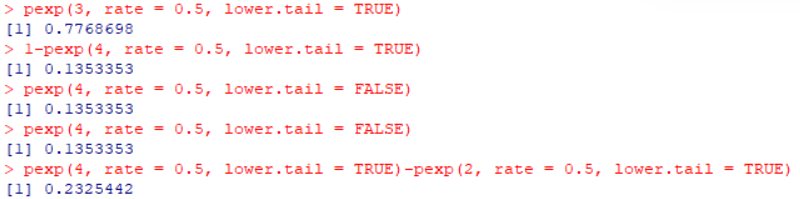 > pexp(3, rate = 0.5, lower.tail = TRUE)
[1] 0.7768698
> 1-pexp(4, rate = 0.5, lower.tail = TRUE)
[1] 0.1353353
> pexp(4, rate = 0.5, lower.tail = FALSE)
[1] 0.1353353
> pexp(4, rate = 0.5, lower.tail = FALSE)
[1] 0.1353353
> pexp(4, rate = 0.5, lower.tail = TRUE)-pexp(2, rate = 0.5, lower.tail = TRUE)
[1] 0.2325442